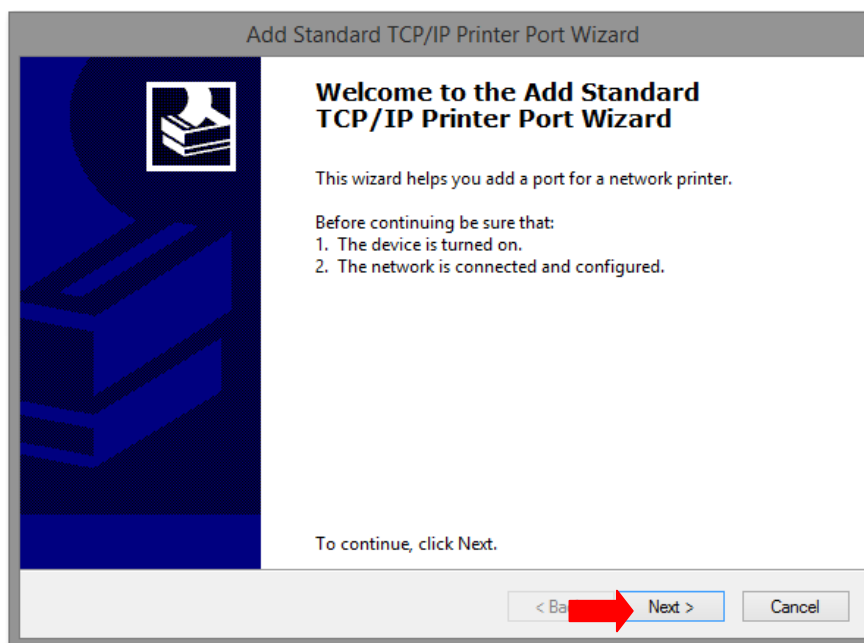 Add Standard TCP/IP Printer Port Wizard
Welcome to the Add Standard
TCP/IP Printer Port Wizard
This wizard helps you add a port for a network printer.
Before continuing be sure that:
1. The device is turned on.
2. The network is connected and configured.
To continue, click Next.
< Next > Cancel